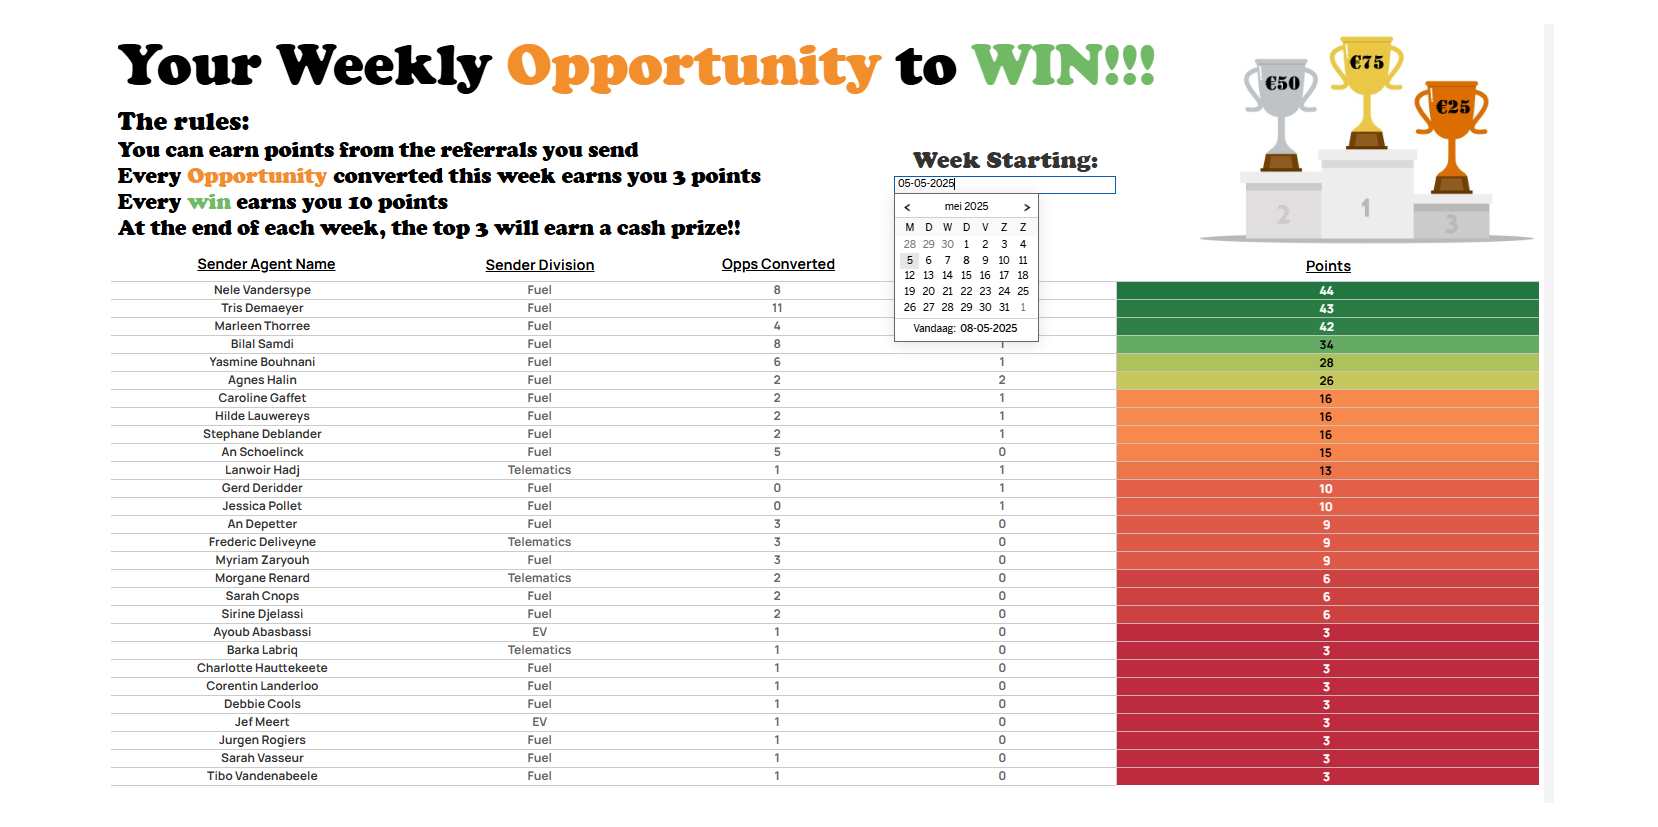 Your Weekly Opportunity to WIN!!!
€50
€75
€25
The rules:
You can earn points from the referrals you send
Every Opportunity converted this week earns you 3 points
Every win earns you 10 points
At the end of each week, the top 3 will earn a cash prize!!
Week Starting:
05-05-2025
< mei 2025 >
M D W D V Z Z
28 29 30 1 2 3 4
5 6 7 8 9 10 11
12 13 14 15 16 17 18
19 20 21 22 23 24 25
26 27 28 29 30 31 1
Vandaag: 08-05-2025
2 1 3
Sender Agent Name Sender Division Opps Converted Points
Nele Vandersype Fuel 8 44
Tris Demaeyer Fuel 11 43
Marleen Thorree Fuel 4 42
Bilal Samdi Fuel 8 1 34
Yasmine Bouhnani Fuel 6 1 28
Agnes Halin Fuel 2 2 26
Caroline Gaffet Fuel 2 1 16
Hilde Lauwereys Fuel 2 1 16
Stephane Deblander Fuel 2 1 16
An Schoelinck Fuel 5 0 15
Lanwoir Hadj Telematics 1 1 13
Gerd Deridder Fuel 0 1 10
Jessica Pollet Fuel 0 1 10
An Depetter Fuel 3 0 9
Frederic Deliveyne Telematics 3 0 9
Myriam Zaryouh Fuel 3 0 9
Morgane Renard Telematics 2 0 6
Sarah Cnops Fuel 2 0 6
Sirine Djelassi Fuel 2 0 6
Ayoub Abasbassi EV 1 0 3
Barka Labriq Telematics 1 0 3
Charlotte Hauttekeete Fuel 1 0 3
Corentin Landerloo Fuel 1 0 3
Debbie Cools Fuel 1 0 3
Jef Meert EV 1 0 3
Jurgen Rogiers Fuel 1 0 3
Sarah Vasseur Fuel 1 0 3
Tibo Vandenabeele Fuel 1 0 3